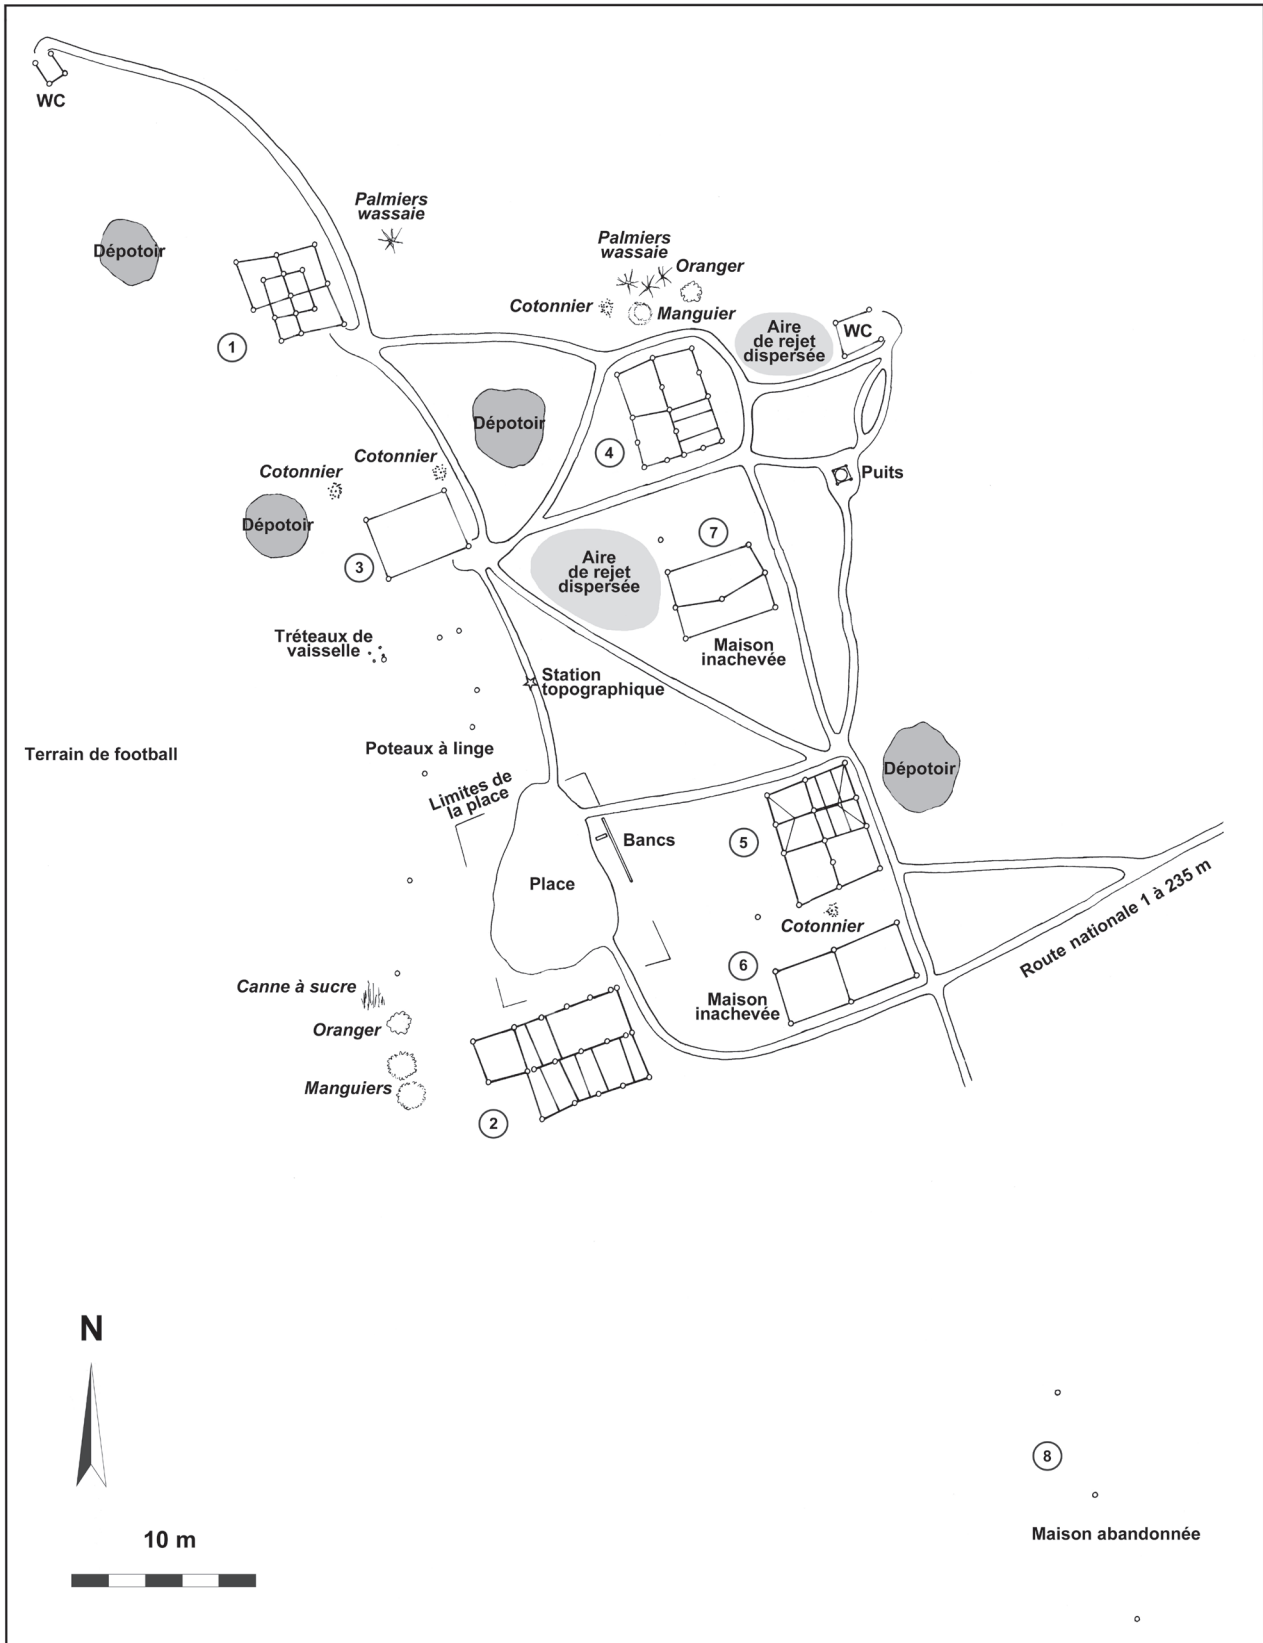 WC
Palmiers
wassaie
Dépotoir
Palmiers
wassaie
Oranger
Cotonnier
Manguier
1
Aire
de rejet
dispersée
WC
Dépotoir
4
Cotonnier
Cotonnier
Puits
Dépotoir
3
7
Aire
de rejet
dispersée
Tréteaux de
vaisselle
Maison
inachevée
Station
topographique
Terrain de football
Poteaux à linge
Limites de
la place
Dépotoir
Bancs
5
Place
Cotonnier
Route nationale 1 à 235 m
6
Maison
inachevée
Canne à sucre
Oranger
Manguiers
2
N
8
Maison abandonnée
10 m